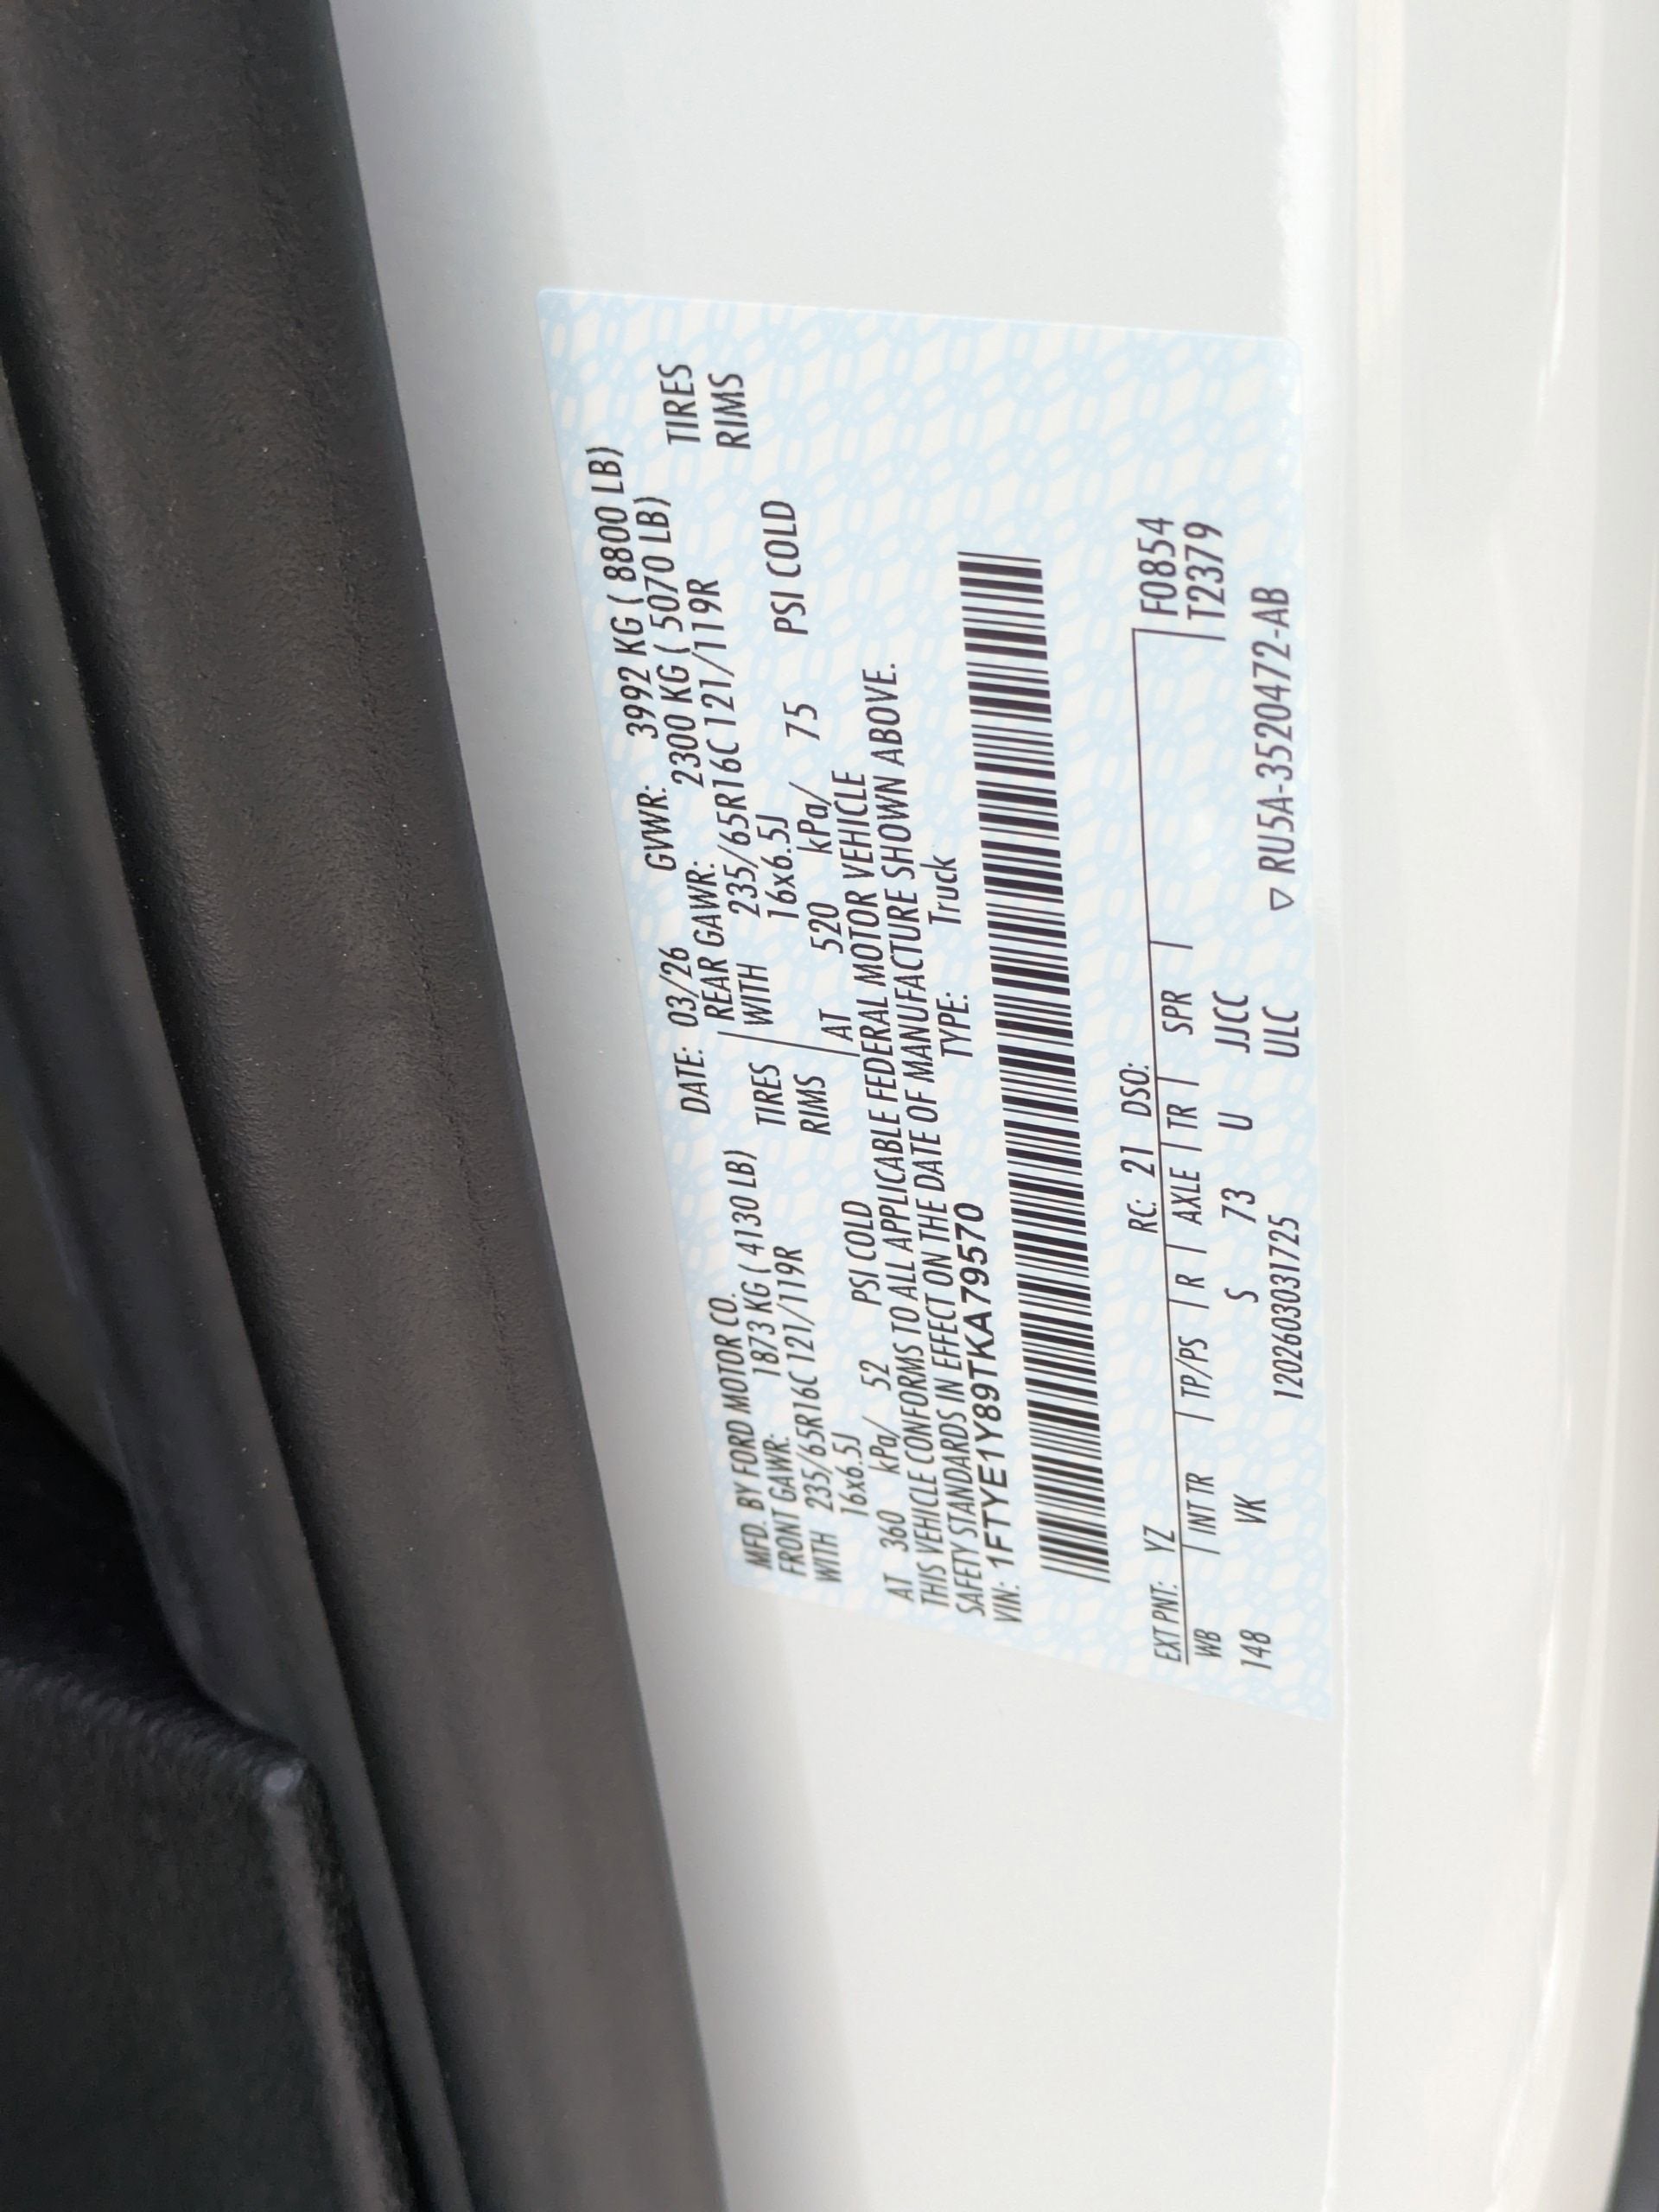 MFD. BY FORD MOTOR CO. DATE: 03/26 GVWR: 3992 KG ( 8800 LB)
FRONT GAWR: 1873 KG ( 4130 LB) REAR GAWR: 2300 KG ( 5070 LB)
WITH 235/65R16C 121/119R TIRES WITH 235/65R16C 121/119R TIRES
16x6.5J RIMS 16x6.5J RIMS
AT 360 kPa/ 52 PSI COLD AT 520 kPa/ 75 PSI COLD
THIS VEHICLE CONFORMS TO ALL APPLICABLE FEDERAL MOTOR VEHICLE
SAFETY STANDARDS IN EFFECT ON THE DATE OF MANUFACTURE SHOWN ABOVE.
VIN: 1FTYE1Y89TKA79570 TYPE: Truck
EXT PNT: YZ RC: 21 DSO: F0854
WB | INT TR | TP/PS | R | AXLE | TR | SPR | T2379
148 VK S 73 U JJCC
1202603031725 ULC ▽ RU5A-3520472-AB